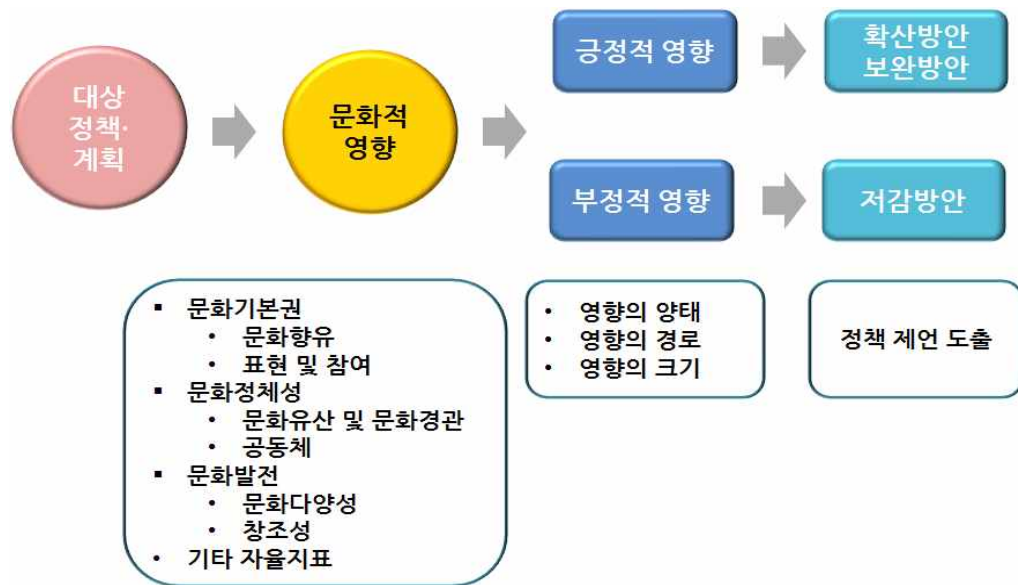 대상
정책·
계획
문화적
영향
긍정적 영향
확산방안
보완방안
부정적 영향
저감방안
▪ 문화기본권
• 문화향유
• 표현 및 참여
▪ 문화정체성
• 문화유산 및 문화경관
• 공동체
▪ 문화발전
• 문화다양성
• 창조성
• 기타 자율지표
• 영향의 양태
• 영향의 경로
• 영향의 크기
정책 제언 도출